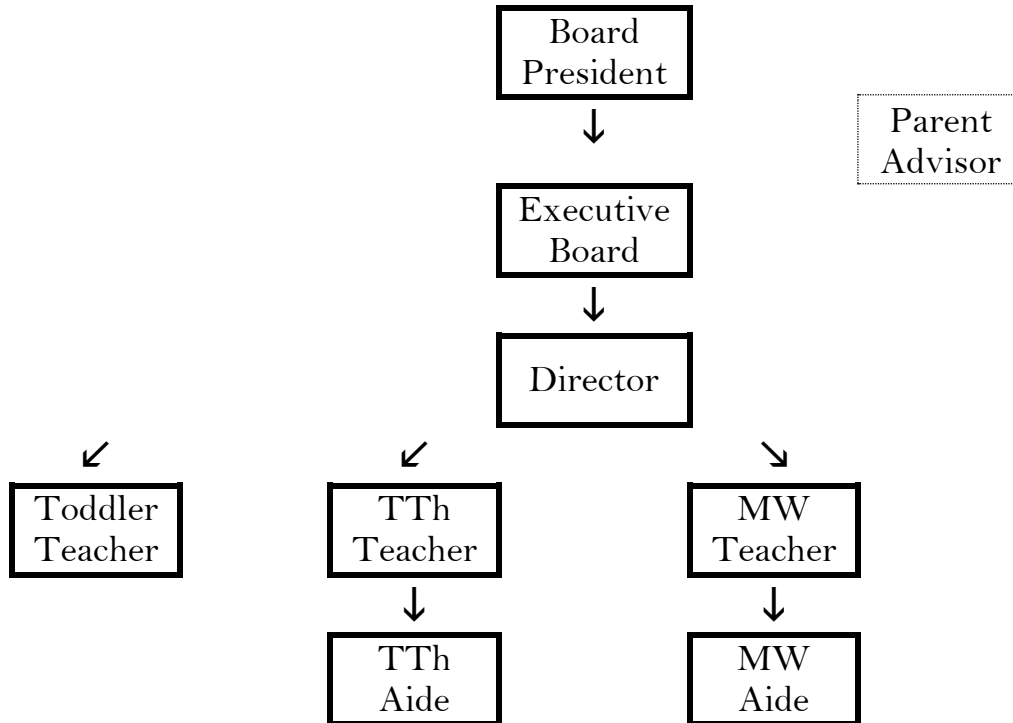 Board
President
↓
Parent
Advisor
Executive
Board
↓
Director
↙ ↙ ↘
Toddler
Teacher
TTh
Teacher
MW
Teacher
↓ ↓
TTh
Aide
MW
Aide